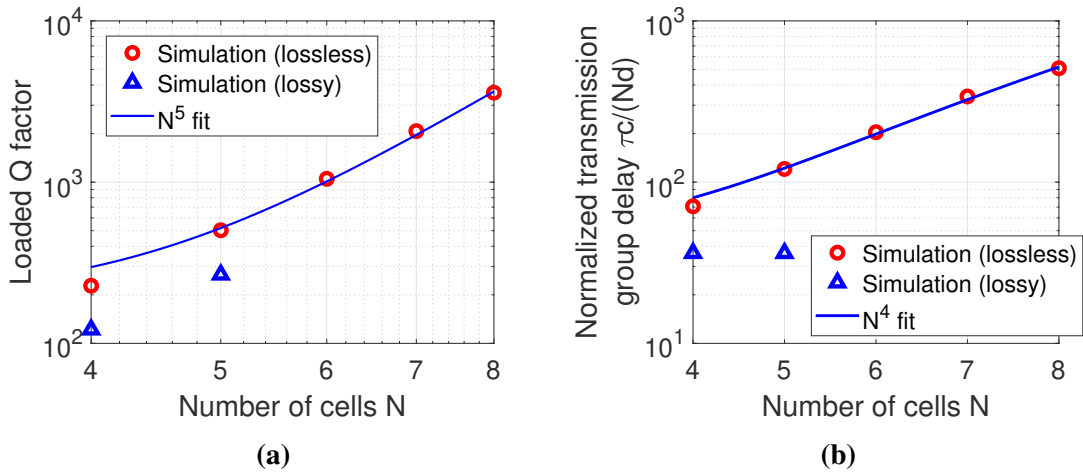 10^4
Simulation (lossless)
Simulation (lossy)
N^5 fit
10^3
10^2
Loaded Q factor
4 5 6 7 8
Number of cells N
(a)
10^3
10^2
10^1
Normalized transmission
group delay τc/(Nd)
Simulation (lossless)
Simulation (lossy)
N^4 fit
4 5 6 7 8
Number of cells N
(b)